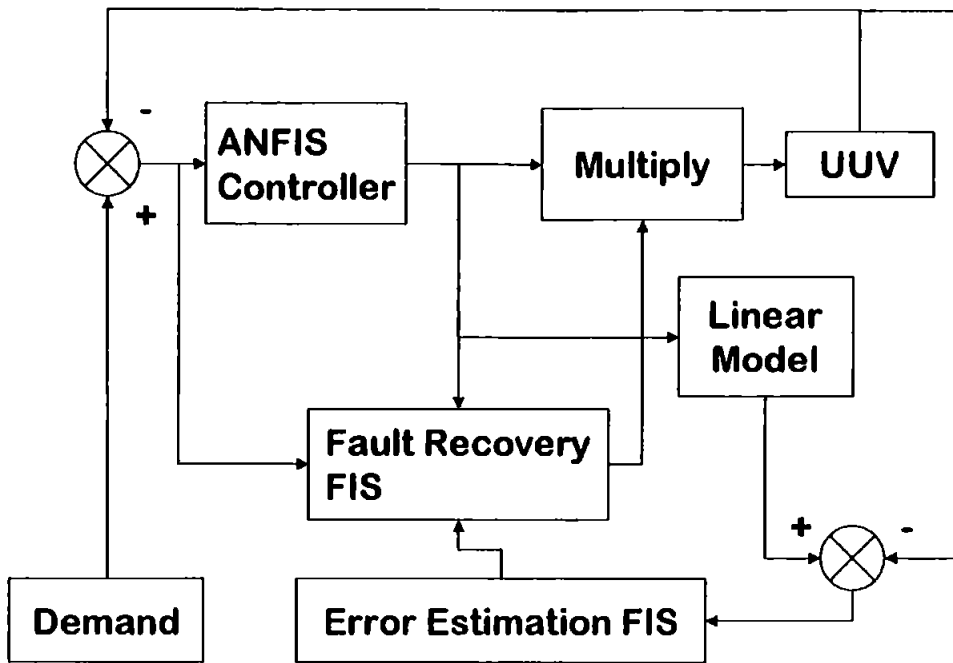 -
ANFIS
Controller
Multiply
UUV
+
Linear
Model
Fault Recovery
FIS
+
-
Demand
Error Estimation FIS